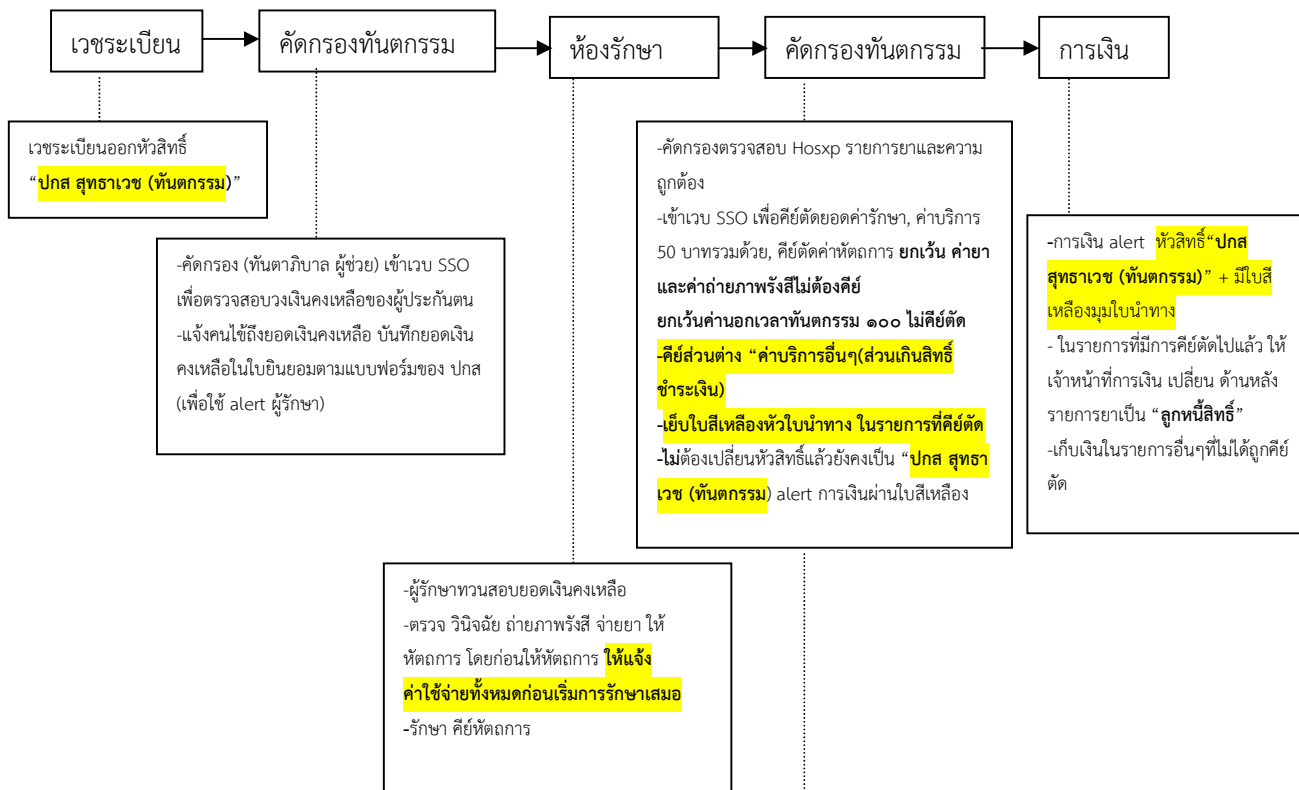 เวชระเบียน
คัดกรองทันตกรรม
ห้องรักษา
คัดกรองทันตกรรม
การเงิน
เวชระเบียนออกหัวสิทธิ์
“ปกส สุทธาเวช (ทันตกรรม)”
-คัดกรอง (ทันตาภิบาล ผู้ช่วย) เข้าเวบ SSO
เพื่อตรวจสอบวงเงินคงเหลือของผู้ประกันตน
-แจ้งคนไข้ถึงยอดเงินคงเหลือ บันทึกยอดเงิน
คงเหลือในใบยินยอมตามแบบฟอร์มของ ปกส
(เพื่อใช้ alert ผู้รักษา)
-ผู้รักษาทวนสอบยอดเงินคงเหลือ
-ตรวจ วินิจฉัย ถ่ายภาพรังสี จ่ายยา ให้
หัตถการ โดยก่อนให้หัตถการ ให้แจ้ง
ค่าใช้จ่ายทั้งหมดก่อนเริ่มการรักษาเสมอ
-รักษา คีย์หัตถการ
-คัดกรองตรวจสอบ Hosxp รายการยาและความ
ถูกต้อง
-เข้าเวบ SSO เพื่อคีย์ตัดยอดค่ารักษา, ค่าบริการ
50 บาทรวมด้วย, คีย์ตัดค่าหัตถการ ยกเว้น ค่ายา
และค่าถ่ายภาพรังสีไม่ต้องคีย์
ยกเว้นค่านอกเวลาทันตกรรม ๑๐๐ ไม่คีย์ตัด
-คีย์ส่วนต่าง “ค่าบริการอื่นๆ(ส่วนเกินสิทธิ์
ชำระเงิน)
-เย็บใบสีเหลืองหัวใบนำทาง ในรายการที่คีย์ตัด
-ไม่ต้องเปลี่ยนหัวสิทธิ์แล้วยังคงเป็น “ปกส สุทธา
เวช (ทันตกรรม) alert การเงินผ่านใบสีเหลือง
-การเงิน alert หัวสิทธิ์“ปกส
สุทธาเวช (ทันตกรรม)” + มีใบสี
เหลืองมุมใบนำทาง
- ในรายการที่มีการคีย์ตัดไปแล้ว ให้
เจ้าหน้าที่การเงิน เปลี่ยน ด้านหลัง
รายการยาเป็น “ลูกหนี้สิทธิ์”
-เก็บเงินในรายการอื่นๆที่ไม่ได้ถูกคีย์
ตัด